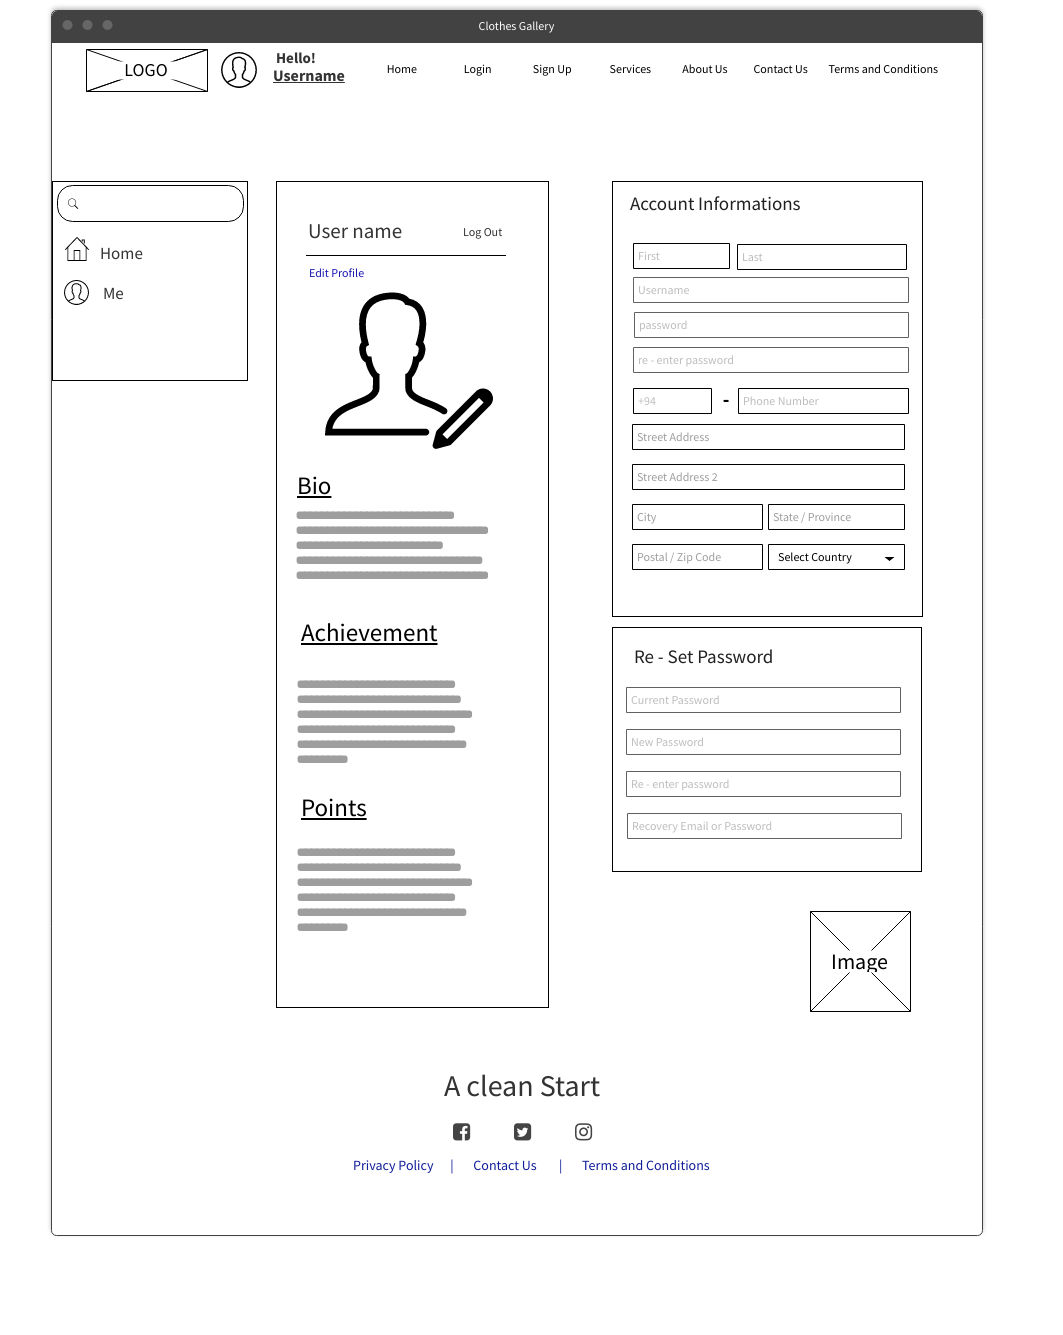 Clothes Gallery
LOGO
Hello!
Username
Home Login Sign Up Services About Us Contact Us Terms and Conditions
Home
Me
User name Log Out
Edit Profile
Bio
Achievement
Points
Account Informations
First Last
Username
password
re - enter password
+94 - Phone Number
Street Address
Street Address 2
City State / Province
Postal / Zip Code Select Country
Re - Set Password
Current Password
New Password
Re - enter password
Recovery Email or Password
Image
A clean Start
Privacy Policy | Contact Us | Terms and Conditions